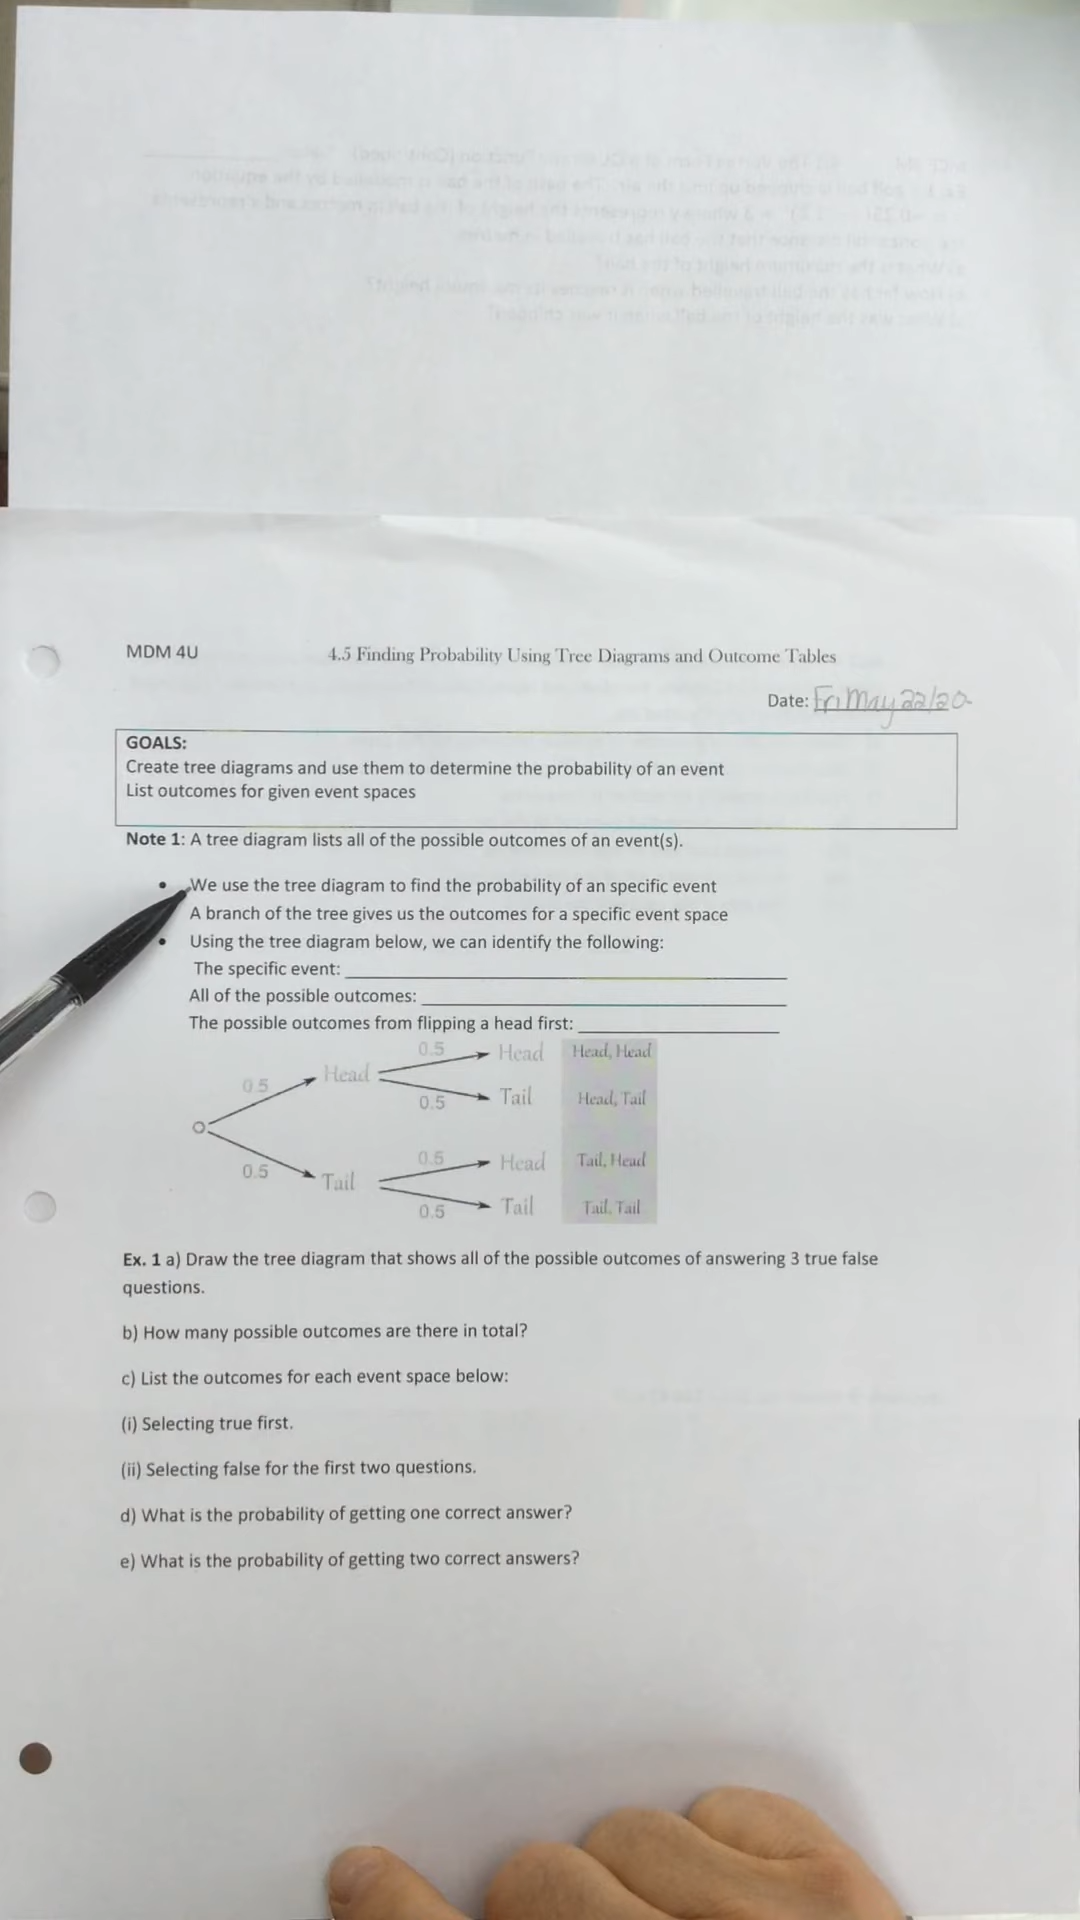 MDM 4U 4.5 Finding Probability Using Tree Diagrams and Outcome Tables
Date: Fri May 22/20
GOALS:
Create tree diagrams and use them to determine the probability of an event
List outcomes for given event spaces
Note 1: A tree diagram lists all of the possible outcomes of an event(s).
• We use the tree diagram to find the probability of an specific event
A branch of the tree gives us the outcomes for a specific event space
• Using the tree diagram below, we can identify the following:
The specific event:
All of the possible outcomes:
The possible outcomes from flipping a head first:
0.5 Head Head, Head
0.5 Head
0.5 Tail Head, Tail
0.5 Head Tail, Head
0.5 Tail
0.5 Tail Tail, Tail
Ex. 1 a) Draw the tree diagram that shows all of the possible outcomes of answering 3 true false
questions.
b) How many possible outcomes are there in total?
c) List the outcomes for each event space below:
(i) Selecting true first.
(ii) Selecting false for the first two questions.
d) What is the probability of getting one correct answer?
e) What is the probability of getting two correct answers?